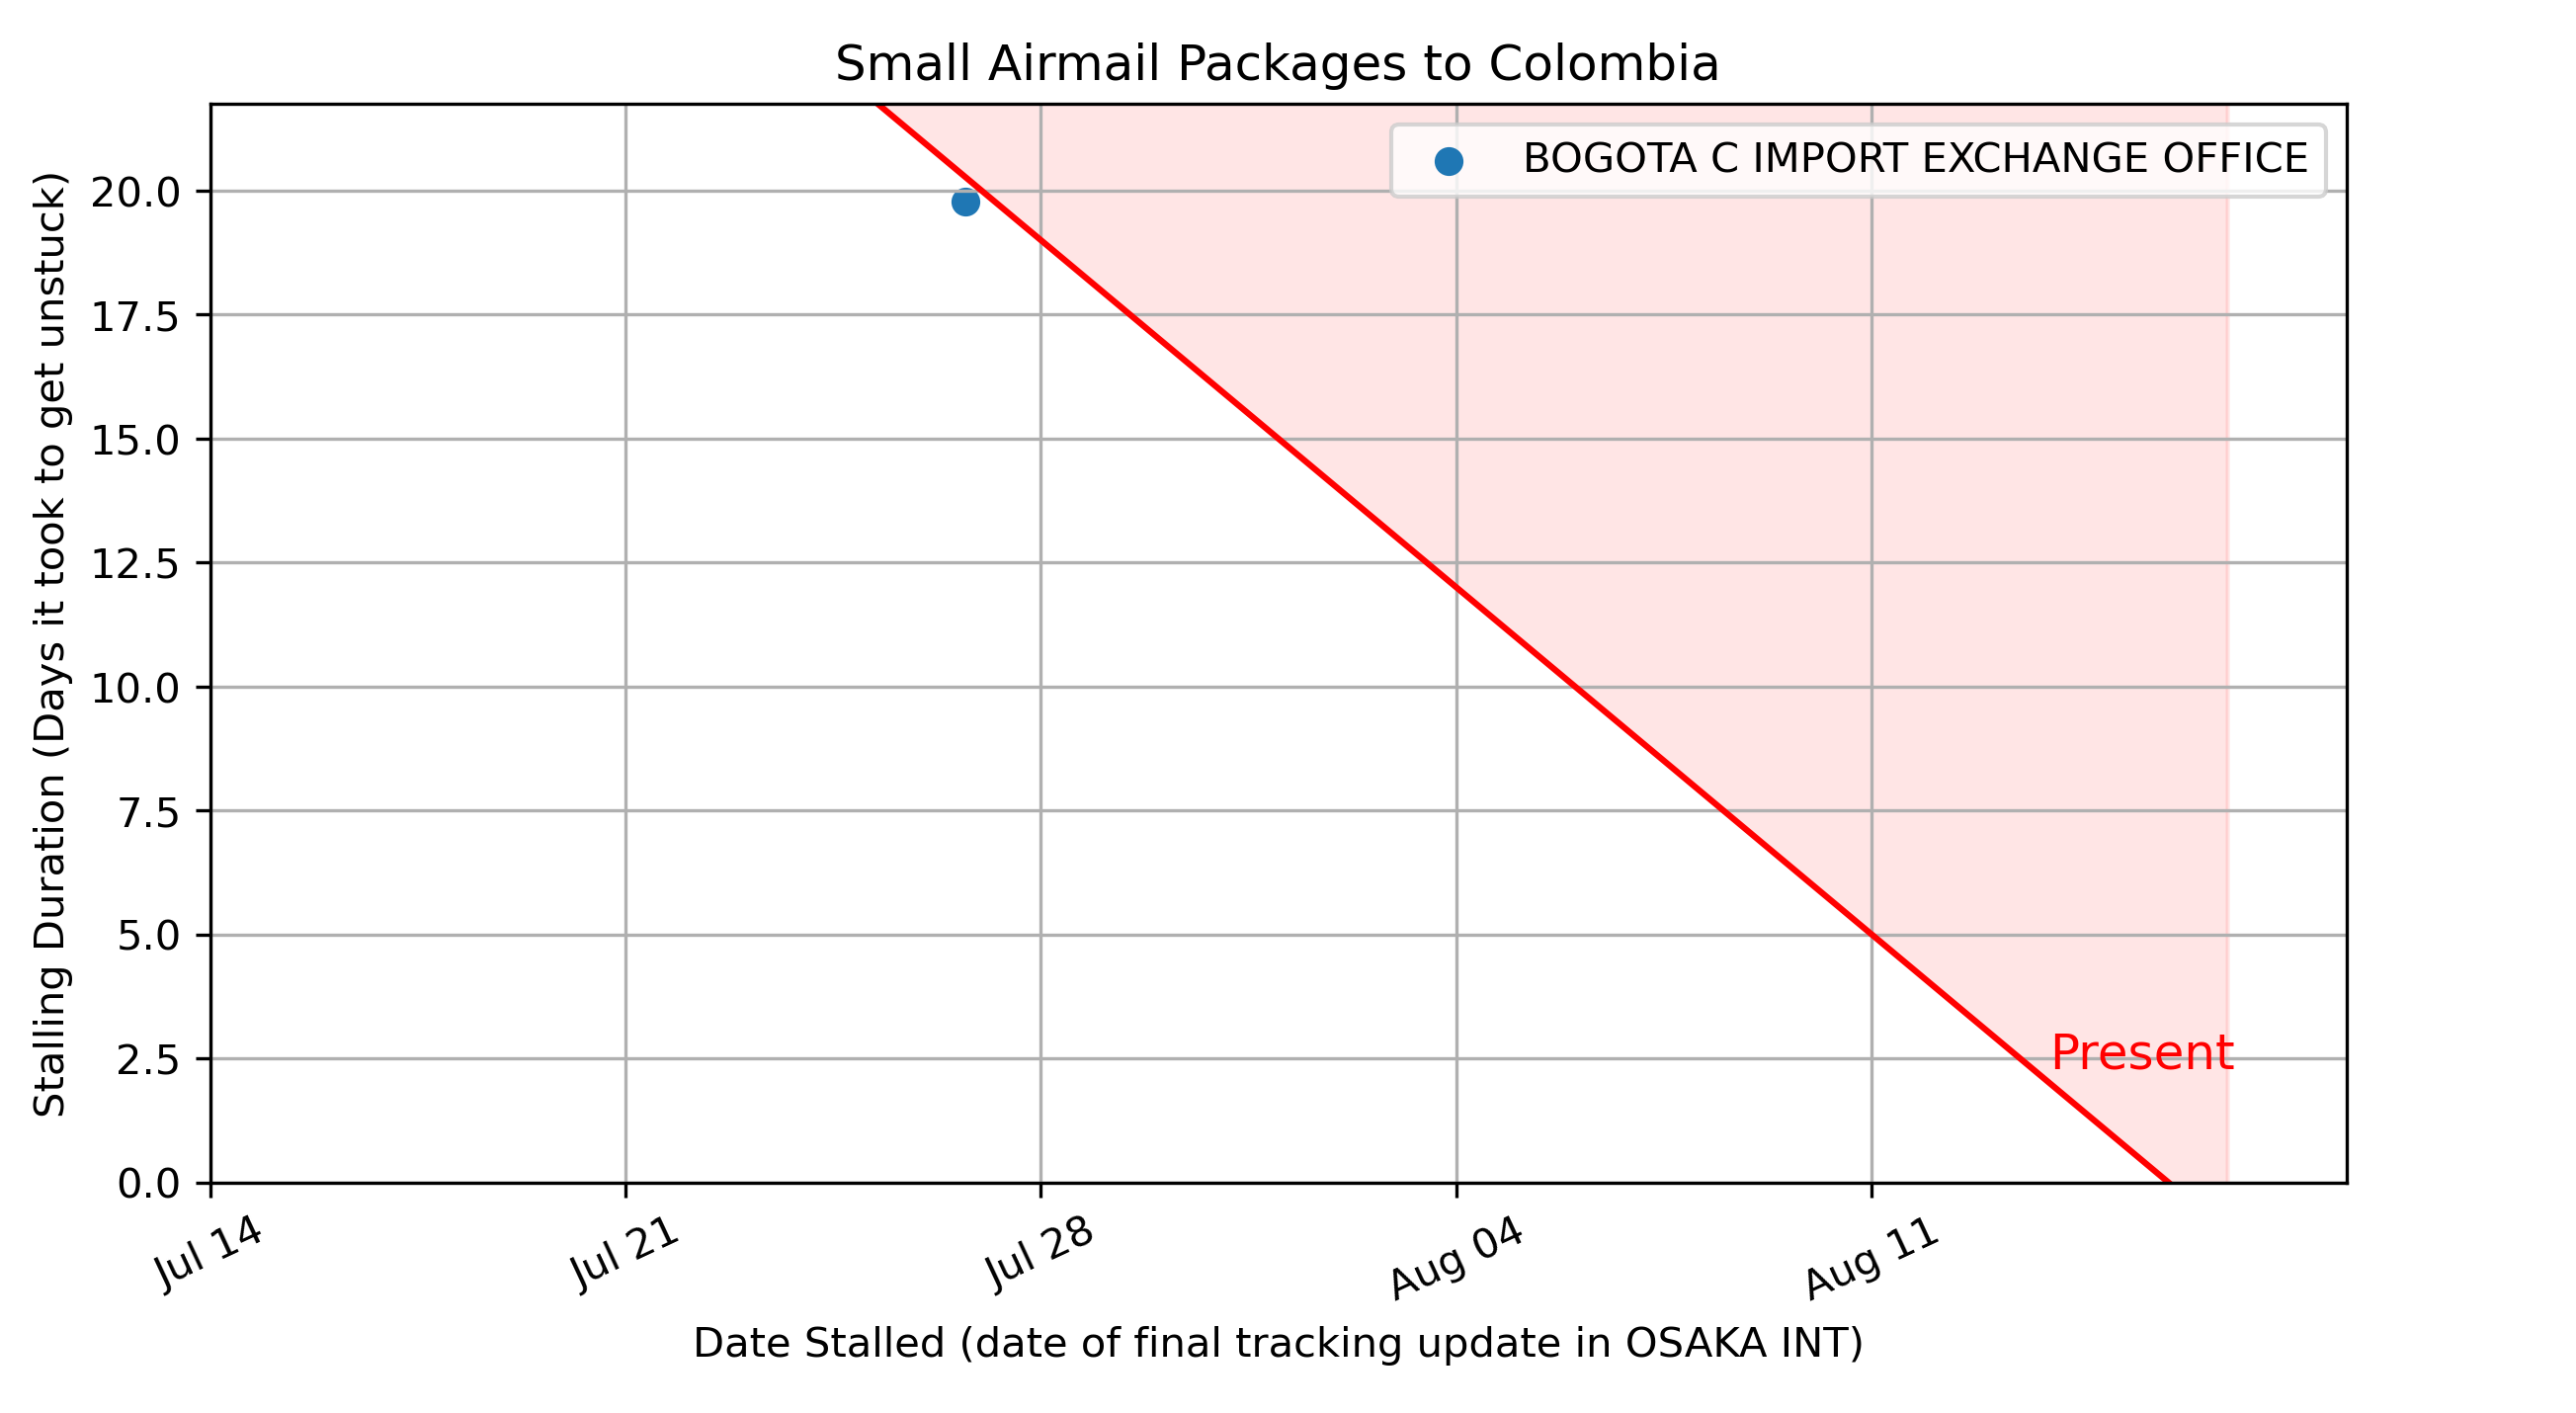 Small Airmail Packages to Colombia
BOGOTA C IMPORT EXCHANGE OFFICE
Stalling Duration (Days it took to get unstuck)
20.0
17.5
15.0
12.5
10.0
7.5
5.0
2.5
0.0
Present
Jul 14
Jul 21
Jul 28
Aug 04
Aug 11
Date Stalled (date of final tracking update in OSAKA INT)